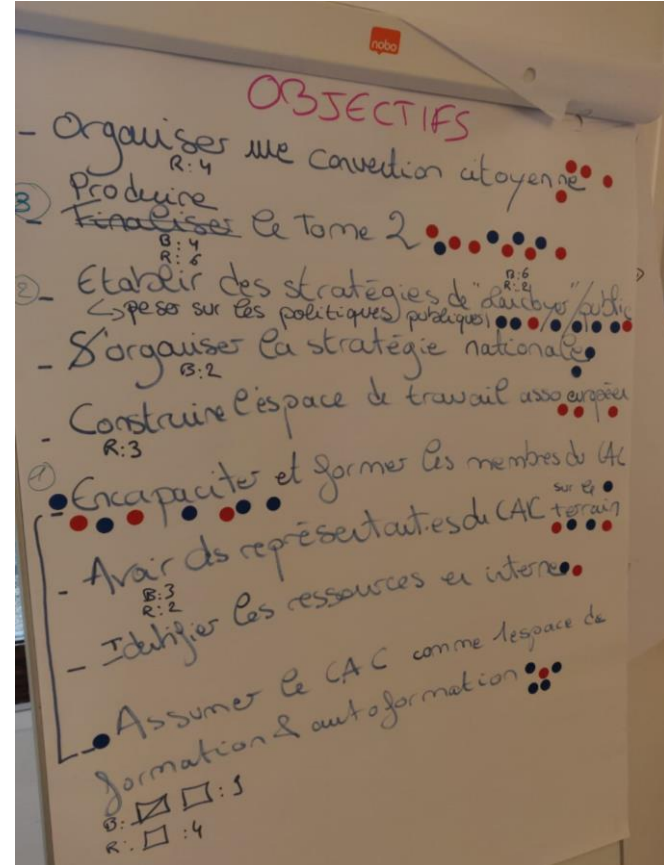 nobo
OBJECTIFS
- Organiser une convention citoyenne
R: 4
Produire
3 - Finaliser le Tome 2
B: 4
R: 6
2 - Etablir des stratégies de "plaidoyer"/public
B: 6
R: 2
↳ peser sur les politiques publiques
- S'organiser la stratégie nationale
B: 2
- Construire l'espace de travail asso européen
R: 3
1 - Encapaciter et former les membres du CAC
- Avoir des représentant·es du CAC sur le terrain
B: 3
R: 2
- Identifier les ressources en interne
- Assumer le CAC comme 1 espace de
formation & autoformation
B: : 5
R: : 4